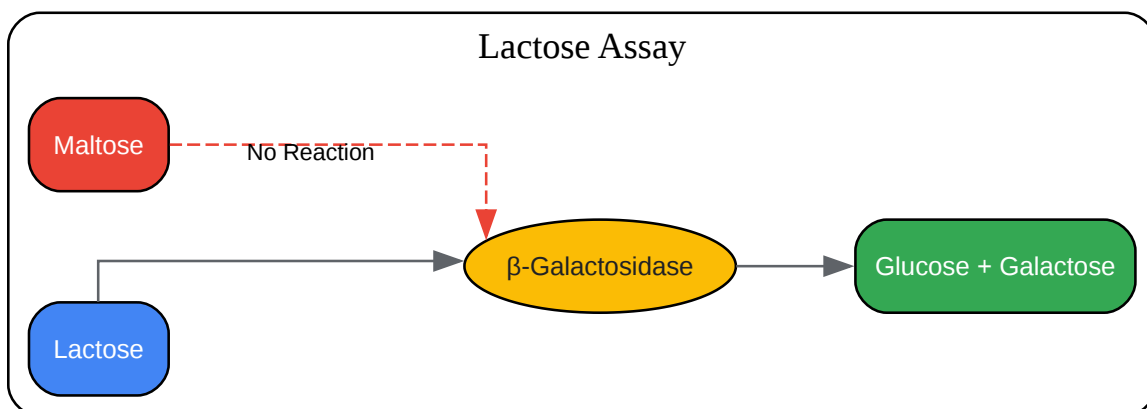 Lactose Assay
Maltose
No Reaction
β-Galactosidase
Glucose + Galactose
Lactose